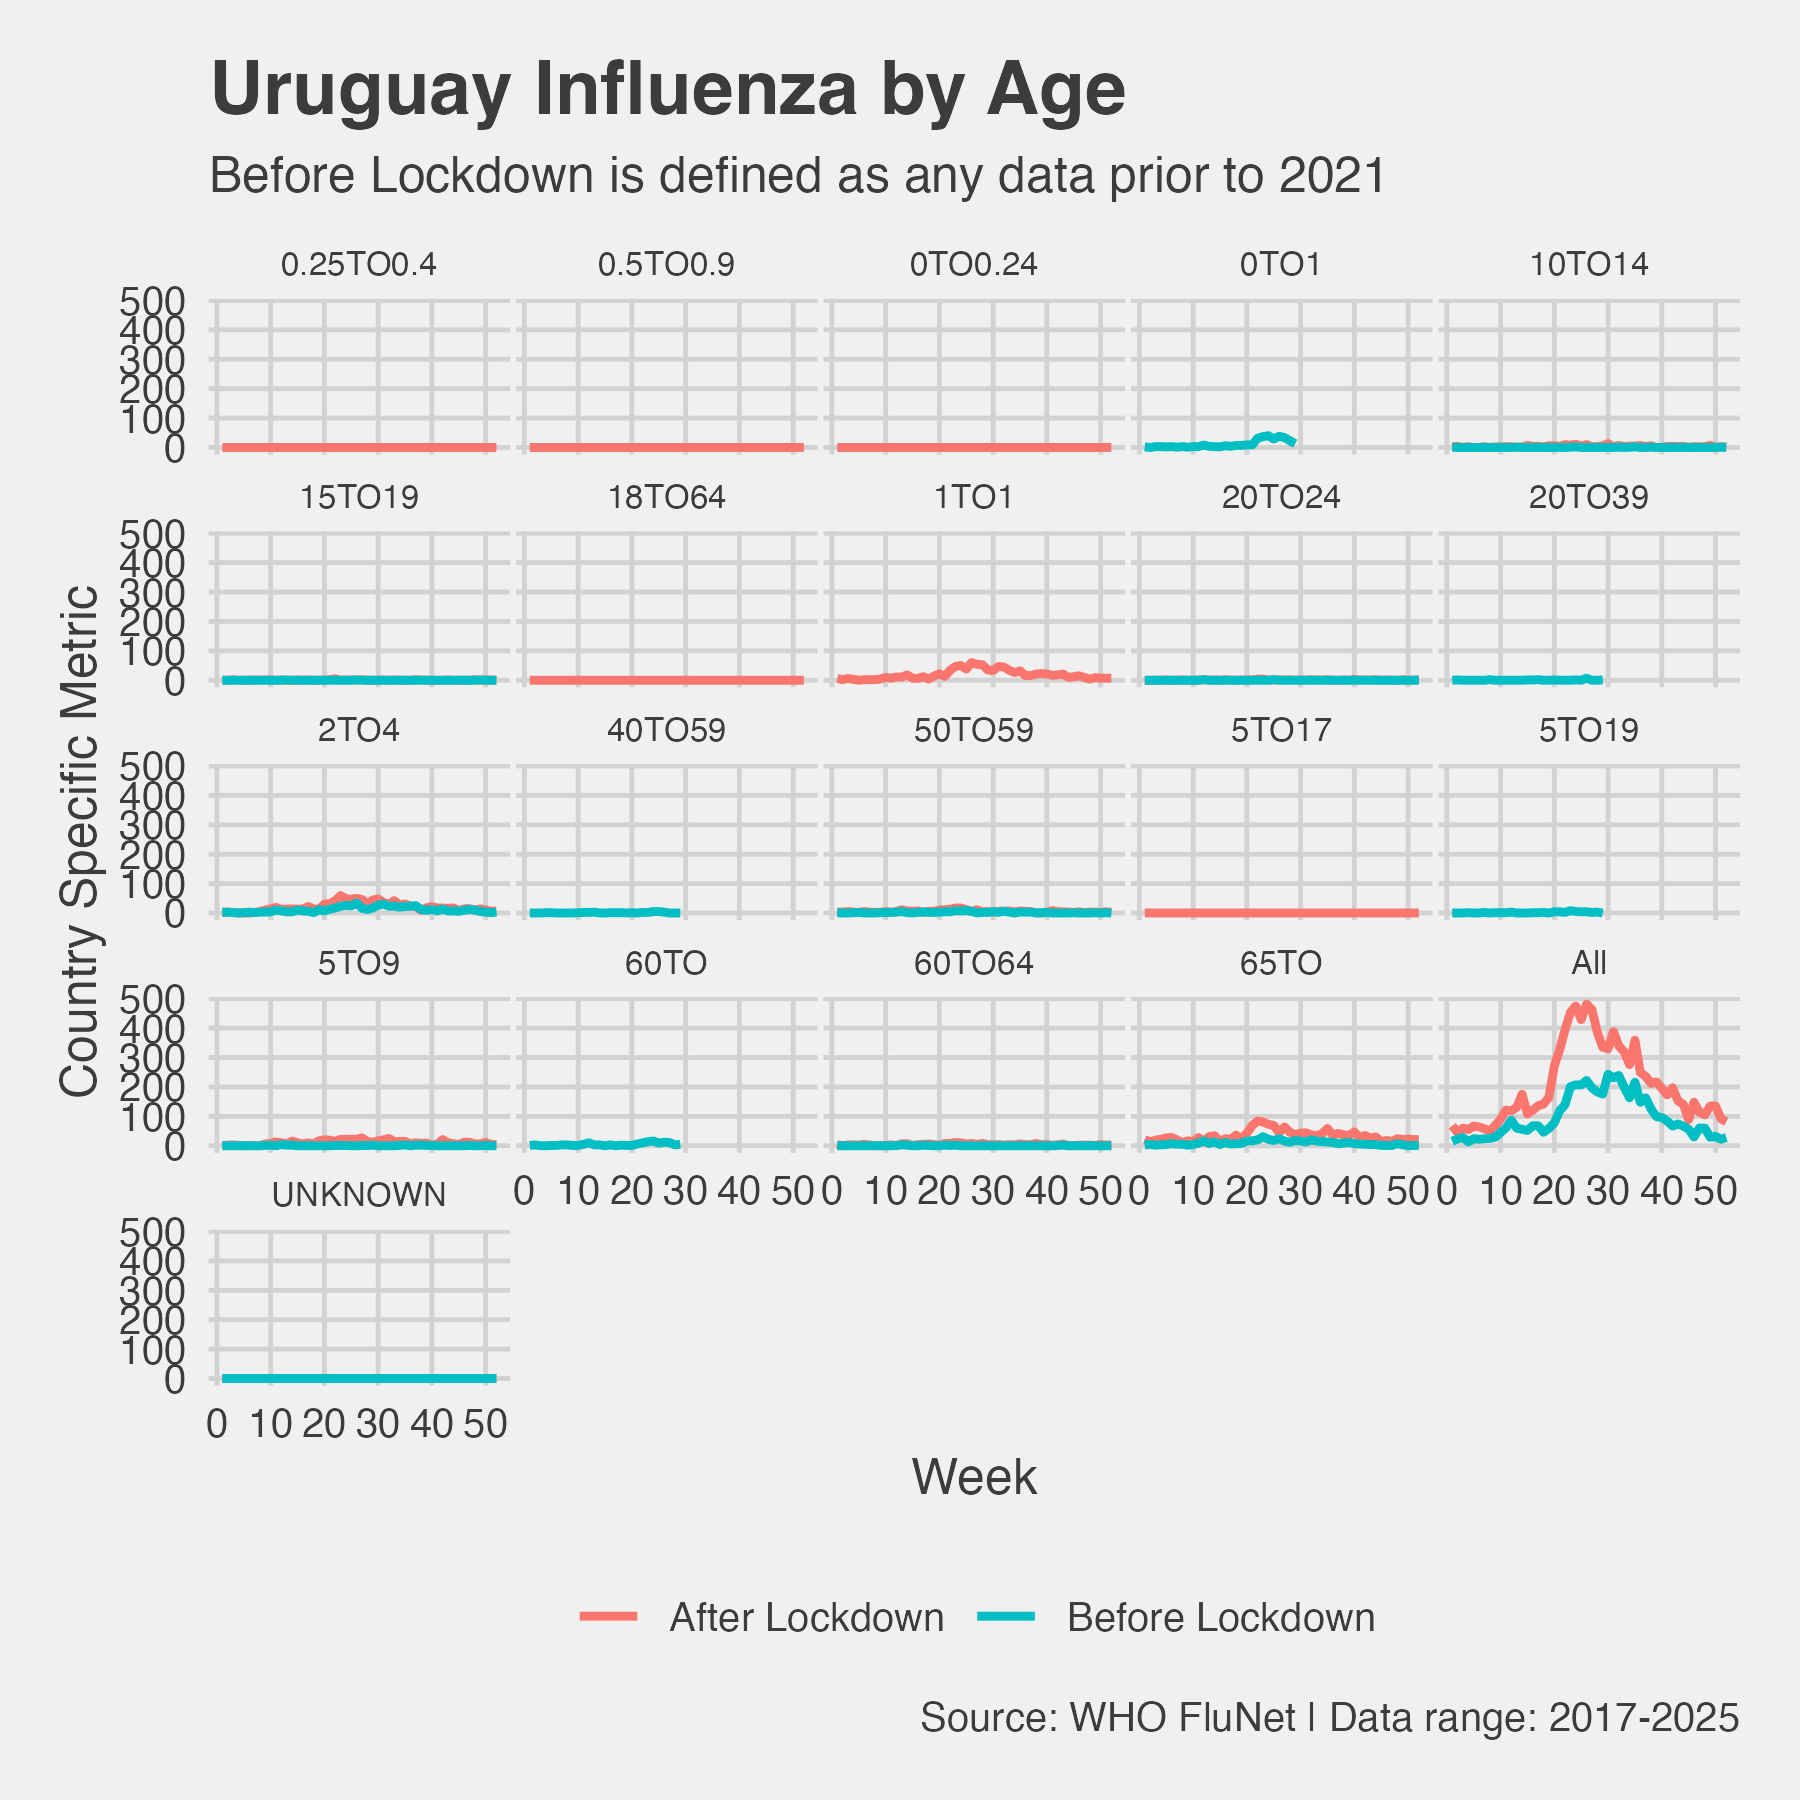 Uruguay Influenza by Age
Before Lockdown is defined as any data prior to 2021
0.25TO0.4 0.5TO0.9 0TO0.24 0TO1 10TO14
500
400
300
200
100
0
15TO19 18TO64 1TO1 20TO24 20TO39
500
400
300
200
100
0
2TO4 40TO59 50TO59 5TO17 5TO19
500
400
300
200
100
0
5TO9 60TO 60TO64 65TO All
500
400
300
200
100
0
0 10 20 30 40 50 0 10 20 30 40 50 0 10 20 30 40 50 0 10 20 30 40 50
UNKNOWN
500
400
300
200
100
0
0 10 20 30 40 50
Country Specific Metric
Week
After Lockdown Before Lockdown
Source: WHO FluNet | Data range: 2017-2025